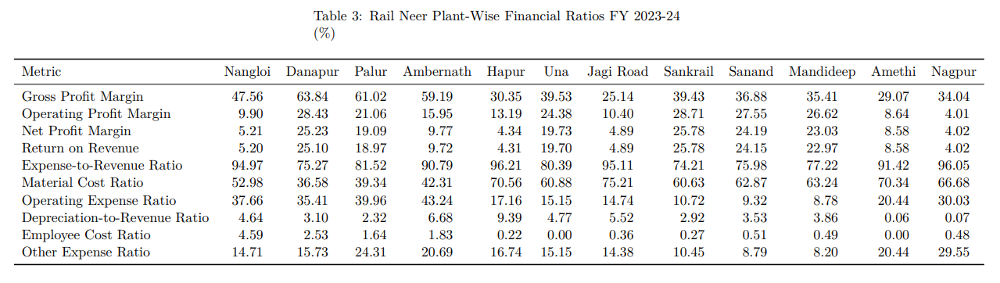 Table 3: Rail Neer Plant-Wise Financial Ratios FY 2023-24
(%)
Metric Nangloi Danapur Palur Ambernath Hapur Una Jagi Road Sankrail Sanand Mandideep Amethi Nagpur
Gross Profit Margin 47.56 63.84 61.02 59.19 30.35 39.53 25.14 39.43 36.88 35.41 29.07 34.04
Operating Profit Margin 9.90 28.43 21.06 15.95 13.19 24.38 10.40 28.71 27.55 26.62 8.64 4.01
Net Profit Margin 5.21 25.23 19.09 9.77 4.34 19.73 4.89 25.78 24.19 23.03 8.58 4.02
Return on Revenue 5.20 25.10 18.97 9.72 4.31 19.70 4.89 25.78 24.15 22.97 8.58 4.02
Expense-to-Revenue Ratio 94.97 75.27 81.52 90.79 96.21 80.39 95.11 74.21 75.98 77.22 91.42 96.05
Material Cost Ratio 52.98 36.58 39.34 42.31 70.56 60.88 75.21 60.63 62.87 63.24 70.34 66.68
Operating Expense Ratio 37.66 35.41 39.96 43.24 17.16 15.15 14.74 10.72 9.32 8.78 20.44 30.03
Depreciation-to-Revenue Ratio 4.64 3.10 2.32 6.68 9.39 4.77 5.52 2.92 3.53 3.86 0.06 0.07
Employee Cost Ratio 4.59 2.53 1.64 1.83 0.22 0.00 0.36 0.27 0.51 0.49 0.00 0.48
Other Expense Ratio 14.71 15.73 24.31 20.69 16.74 15.15 14.38 10.45 8.79 8.20 20.44 29.55